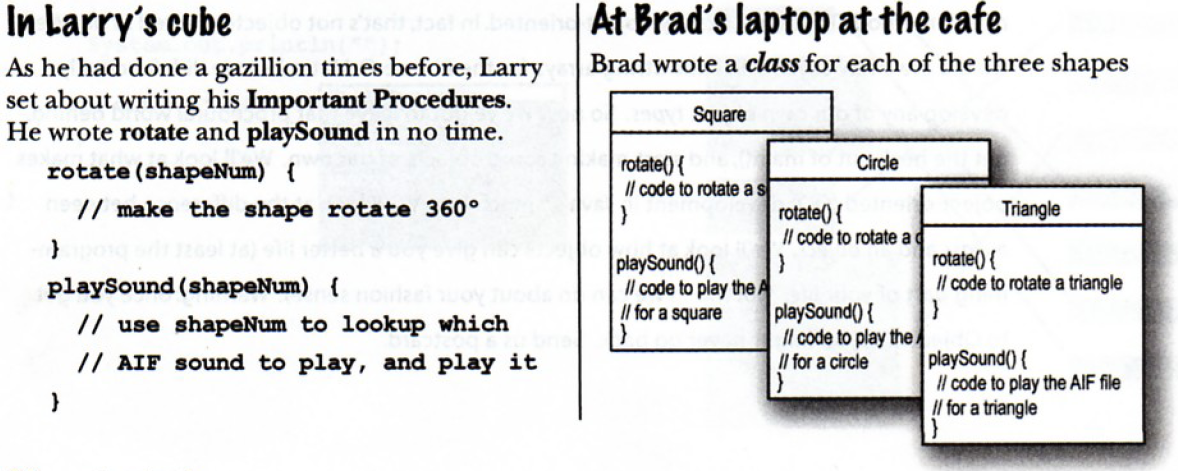 In Larry's cube
As he had done a gazillion times before, Larry
set about writing his Important Procedures.
He wrote rotate and playSound in no time.
rotate(shapeNum) {
// make the shape rotate 360°
}
playSound(shapeNum) {
// use shapeNum to lookup which
// AIF sound to play, and play it
}
At Brad's laptop at the cafe
Brad wrote a class for each of the three shapes
Square
rotate() {
// code to rotate a s
}
playSound() {
// code to play the A
// for a square
}
Circle
rotate() {
// code to rotate a c
}
playSound() {
// code to play the
// for a circle
}
Triangle
rotate() {
// code to rotate a triangle
}
playSound() {
// code to play the AIF file
// for a triangle
}